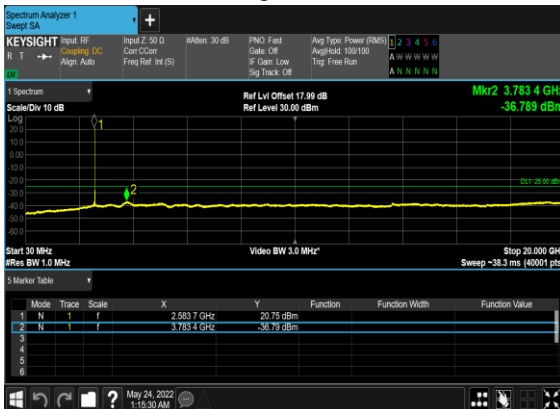 Spectrum Analyzer 1
Swept SA
KEYSIGHT Input: RF Input Z: 50 Ω #Atten: 30 dB PNO: Fast Avg Type: Power (RMS) 1 2 3 4 5 6
R T Coupling: DC Corr CCorr Gate: Off Avg|Hold: 100/100 A W W W W W
Align: Auto Freq Ref: Int (S) IF Gain: Low Trig: Free Run
Sig Track: Off A N N N N N
1 Spectrum Ref Lvl Offset 17.99 dB Mkr2 3.783 4 GHz
Scale/Div 10 dB Ref Level 30.00 dBm -36.789 dBm
Log
20.0
10.0
0.00
-10.0
-20.0
-30.0
-40.0
-50.0
-60.0
1
2
Start 30 MHz Video BW 3.0 MHz* Stop 20.000 GH
#Res BW 1.0 MHz Sweep ~38.3 ms (40001 pts
5 Marker Table
Mode Trace Scale X Y Function Function Width Function Value
1 N 1 f 2.583 7 GHz 20.75 dBm
2 N 1 f 3.783 4 GHz -36.79 dBm
3
4
5
6
? May 24, 2022
1:15:30 AM